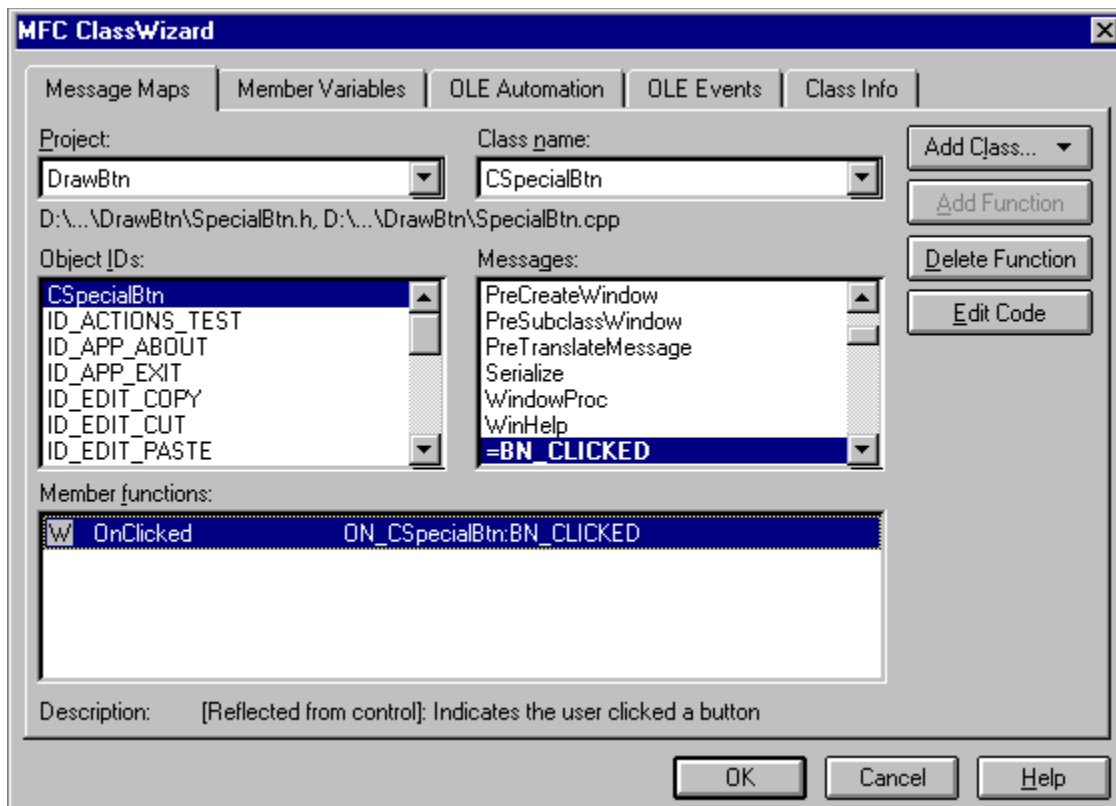 MFC ClassWizard
Message Maps
Member Variables
OLE Automation
OLE Events
Class Info
Project:
Class name:
DrawBtn
CSpecialBtn
Add Class...
Add Function
D:\...\DrawBtn\SpecialBtn.h, D:\...\DrawBtn\SpecialBtn.cpp
Delete Function
Edit Code
Object IDs:
CSpecialBtn
ID_ACTIONS_TEST
ID_APP_ABOUT
ID_APP_EXIT
ID_EDIT_COPY
ID_EDIT_CUT
ID_EDIT_PASTE
Messages:
PreCreateWindow
PreSubclassWindow
PreTranslateMessage
Serialize
WindowProc
WinHelp
=BN_CLICKED
Member functions:
W OnClicked ON_CSpecialBtn:BN_CLICKED
Description: [Reflected from control]: Indicates the user clicked a button
OK
Cancel
Help